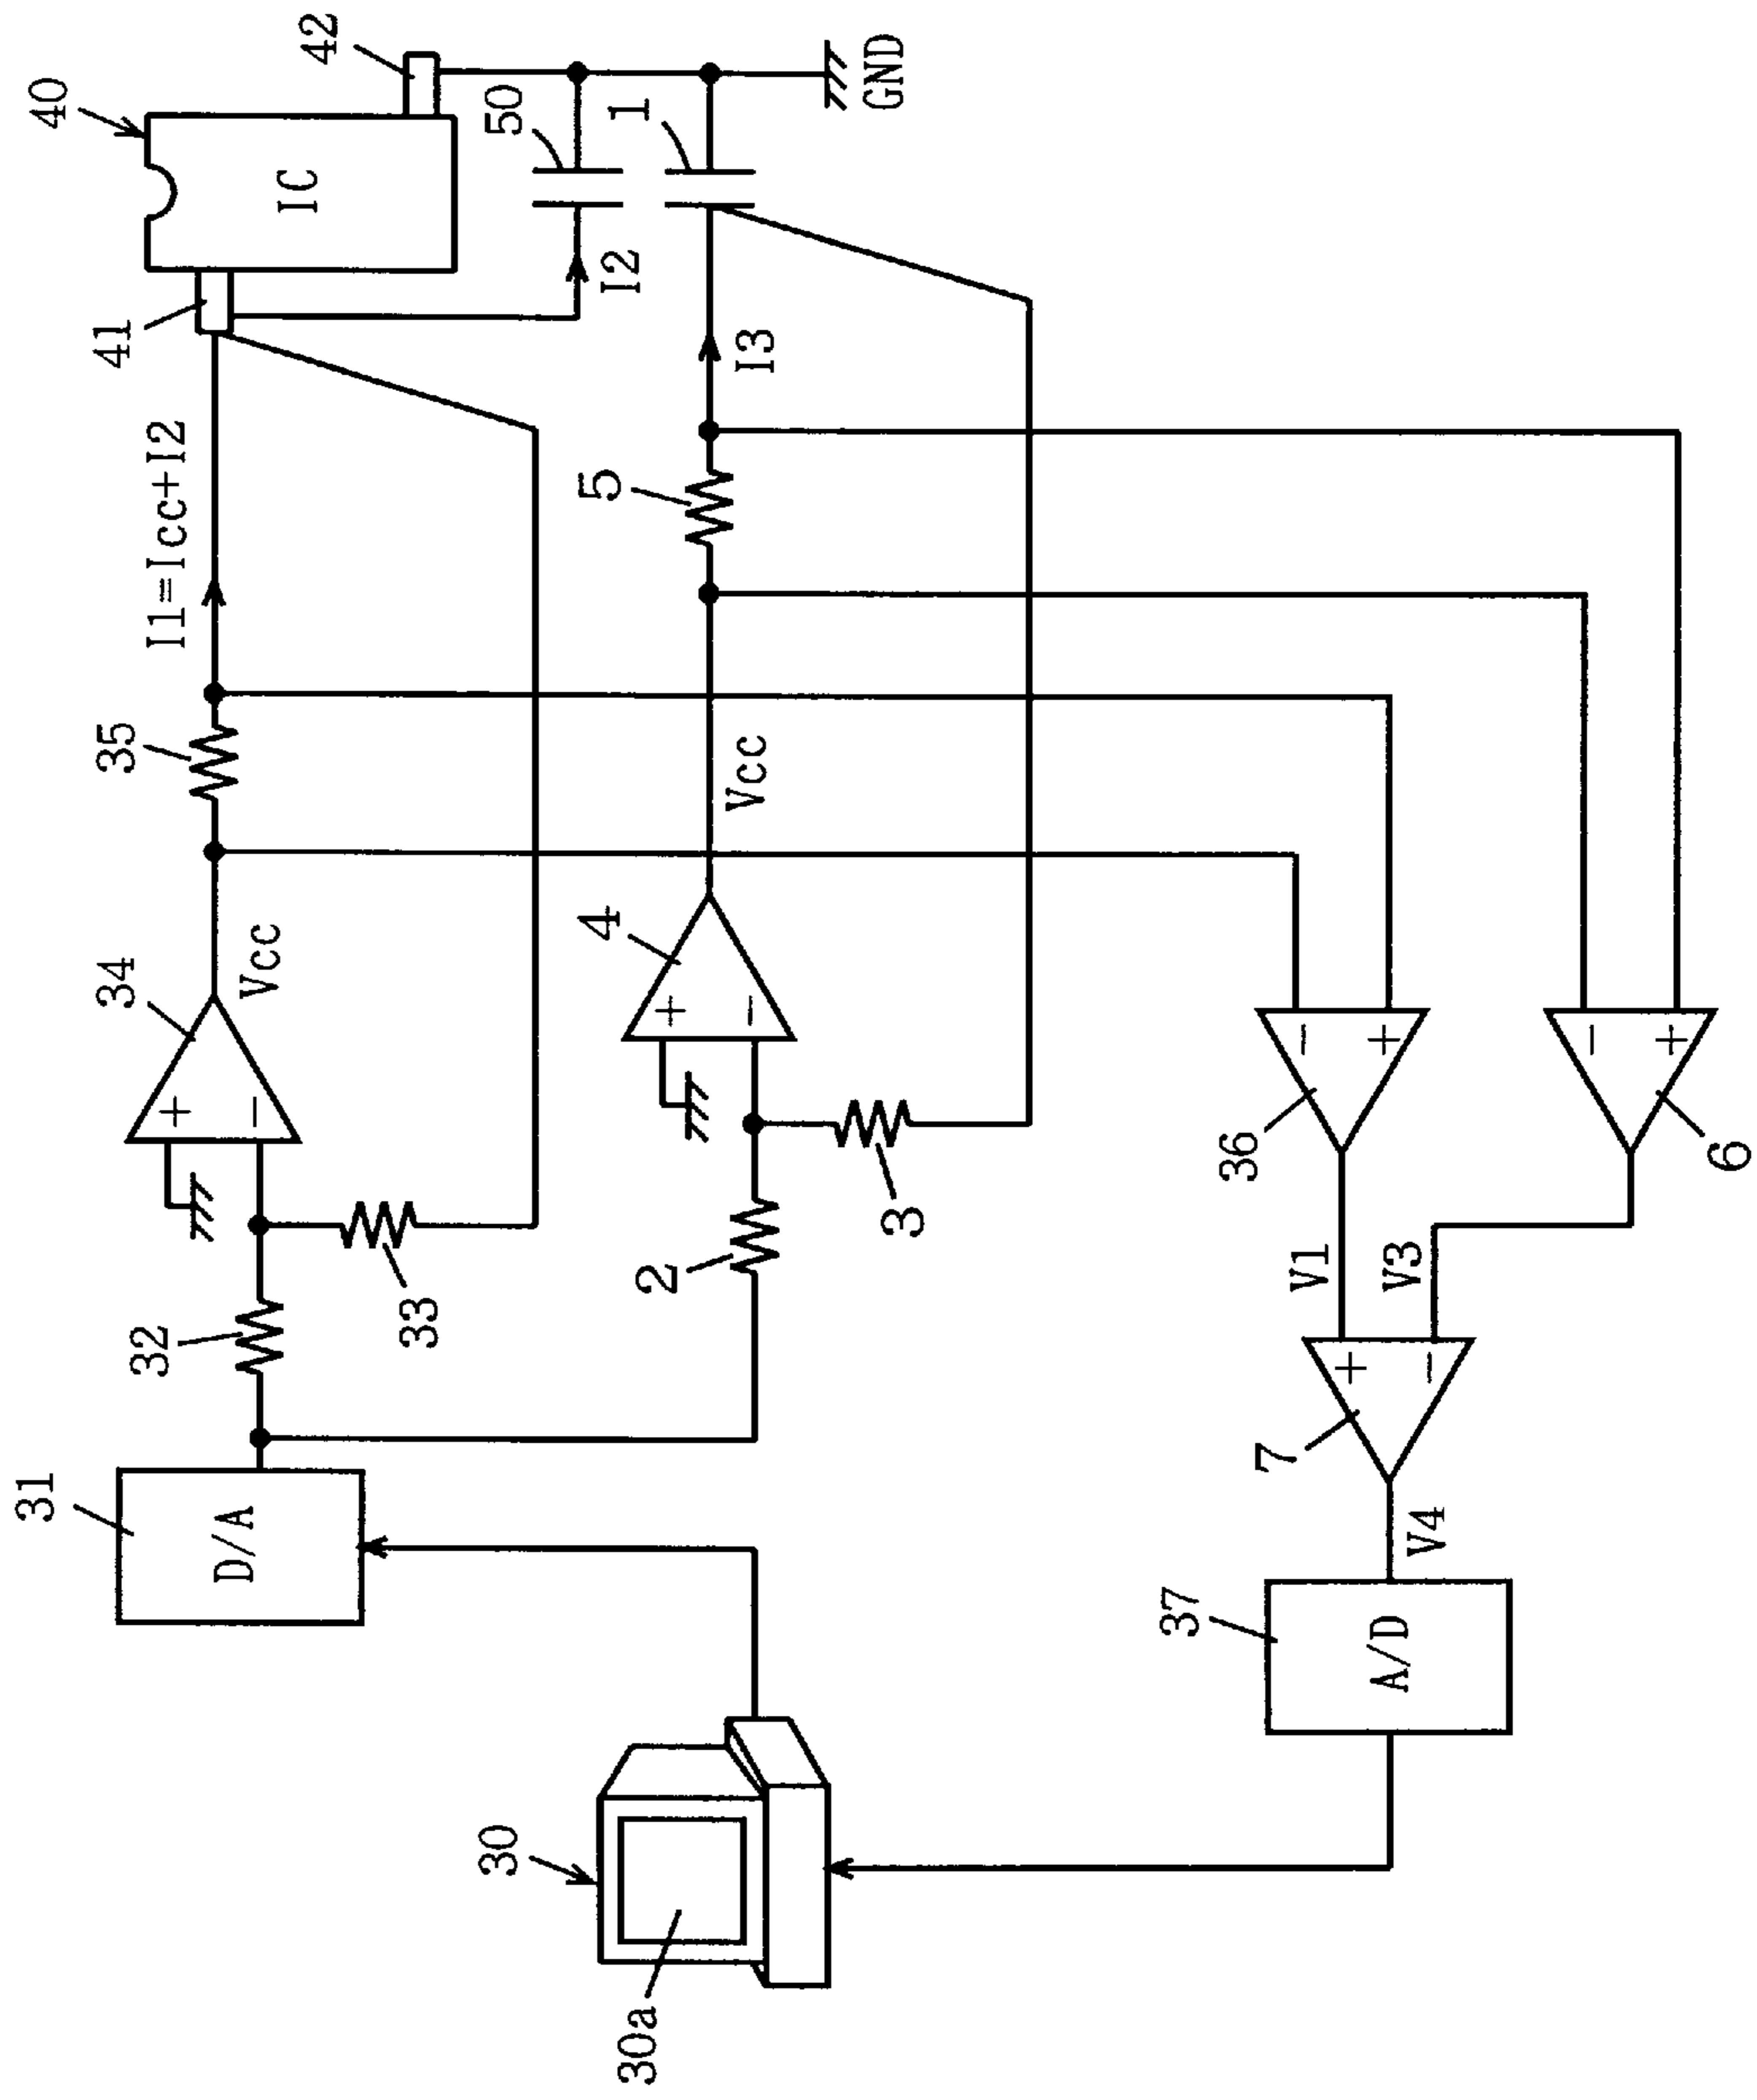 40
42
IC
50
1
GND
41
I2
I3
I1=Icc+I2
5
35
Vcc
34
Vcc
4
+
−
+
−
32
33
2
3
31
D/A
−
+
36
−
+
6
V1
V3
+
−
7
V4
37
A/D
30
30a